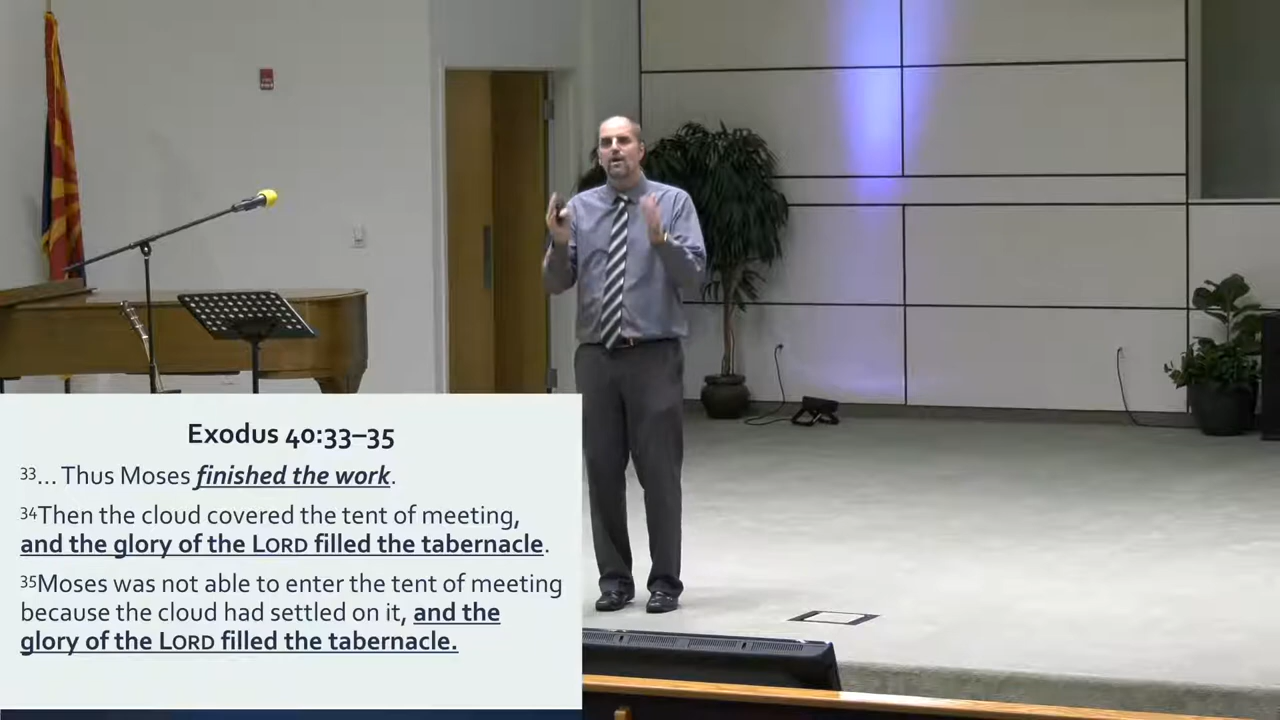 Exodus 40:33–35
³³… Thus Moses finished the work.
³⁴Then the cloud covered the tent of meeting,
and the glory of the LORD filled the tabernacle.
³⁵Moses was not able to enter the tent of meeting
because the cloud had settled on it, and the
glory of the LORD filled the tabernacle.